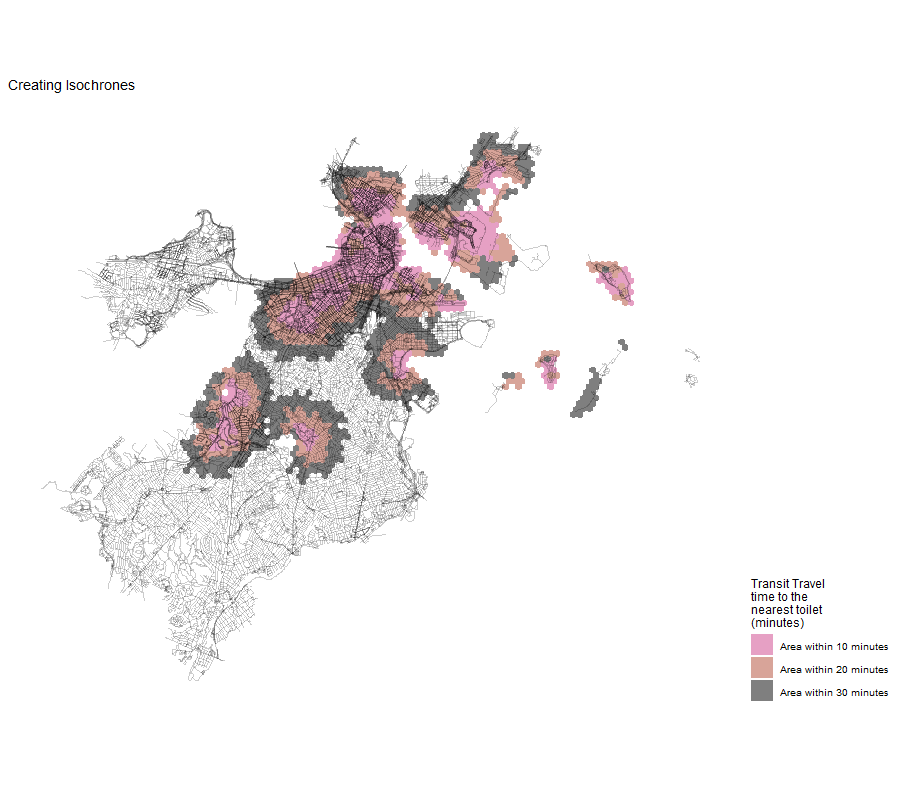 Creating Isochrones
Transit Travel
time to the
nearest toilet
(minutes)
Area within 10 minutes
Area within 20 minutes
Area within 30 minutes